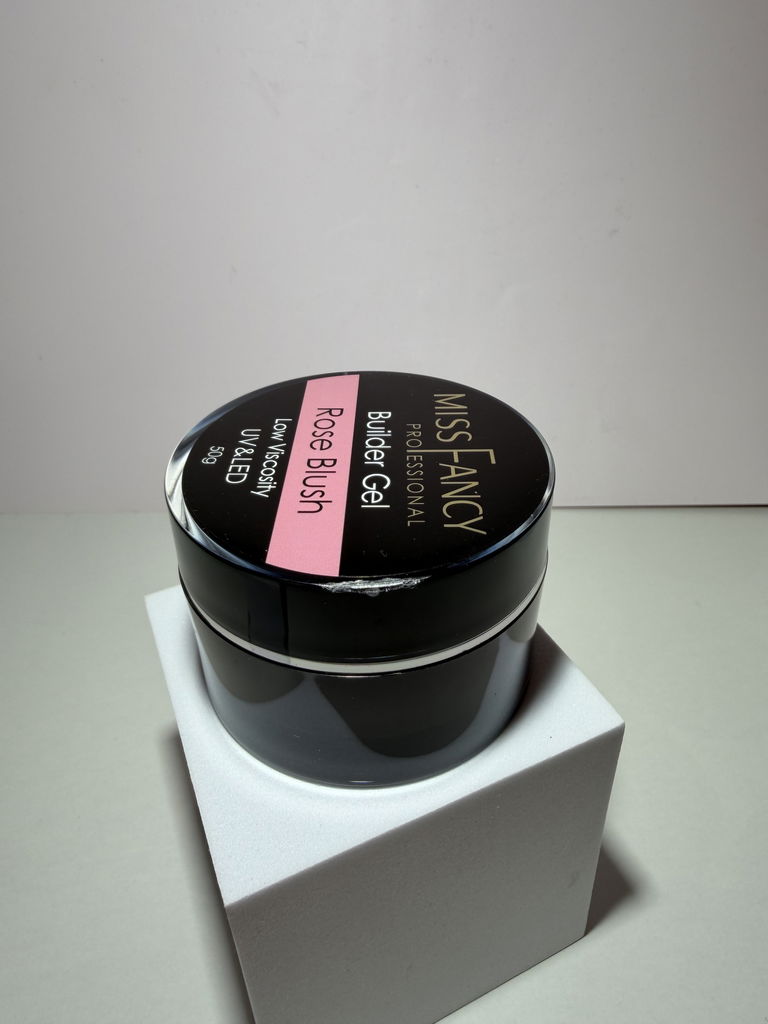 MISS FANCY
PROFESSIONAL
Builder Gel
Rose Blush
Low Viscosity
UV&LED
50g